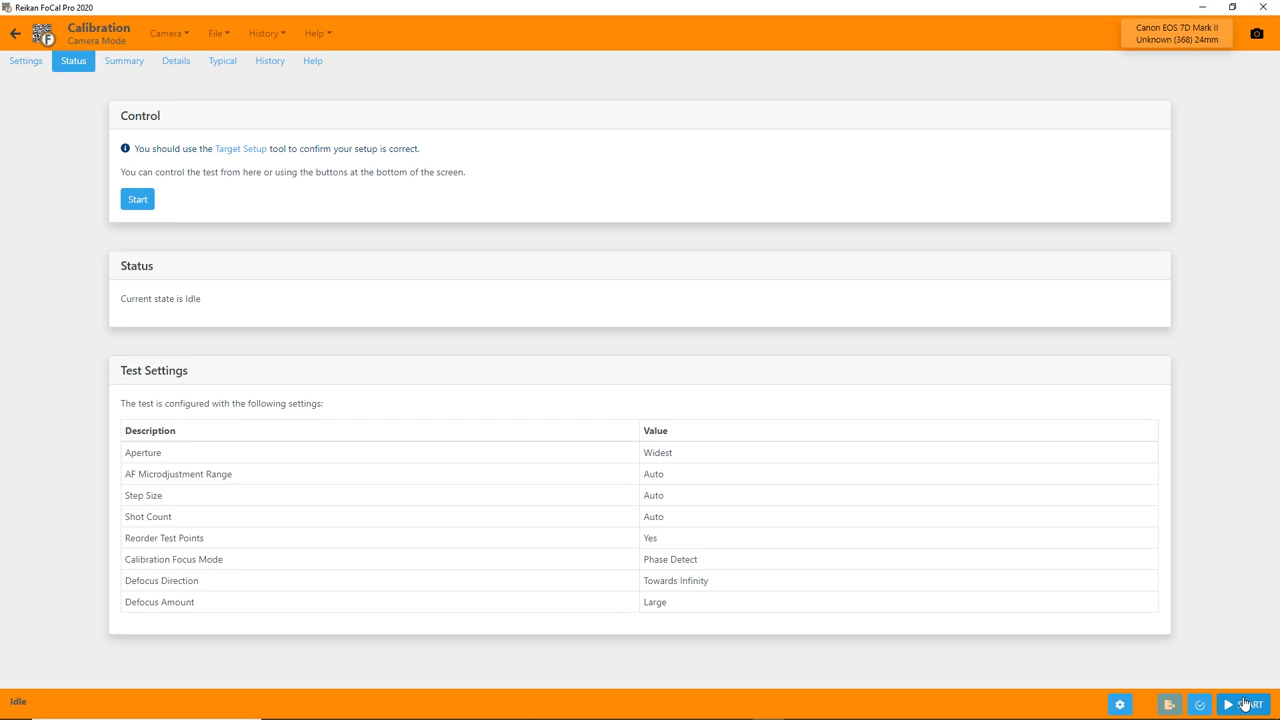 Reikan FoCal Pro 2020
Calibration
Camera Mode
Camera
File
History
Help
Canon EOS 7D Mark II
Unknown (368) 24mm
Settings
Status
Summary
Details
Typical
History
Help
Control
You should use the Target Setup tool to confirm your setup is correct.
You can control the test from here or using the buttons at the bottom of the screen.
Start
Status
Current state is Idle
Test Settings
The test is configured with the following settings:
Description Value
Aperture Widest
AF Microdjustment Range Auto
Step Size Auto
Shot Count Auto
Reorder Test Points Yes
Calibration Focus Mode Phase Detect
Defocus Direction Towards Infinity
Defocus Amount Large
Idle
START